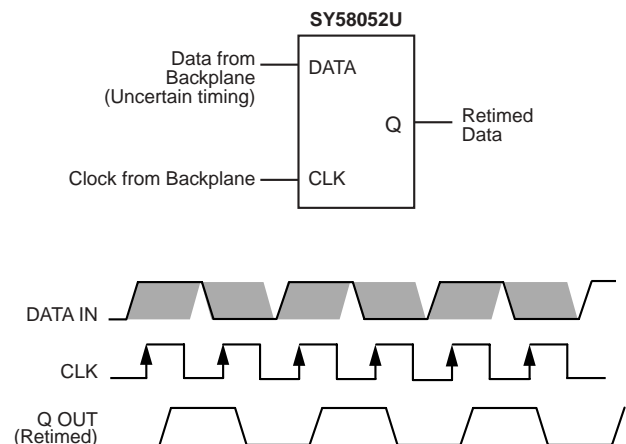 SY58052U
Data from
Backplane
(Uncertain timing)
DATA
Q
Retimed
Data
Clock from Backplane
CLK
DATA IN
CLK
Q OUT
(Retimed)